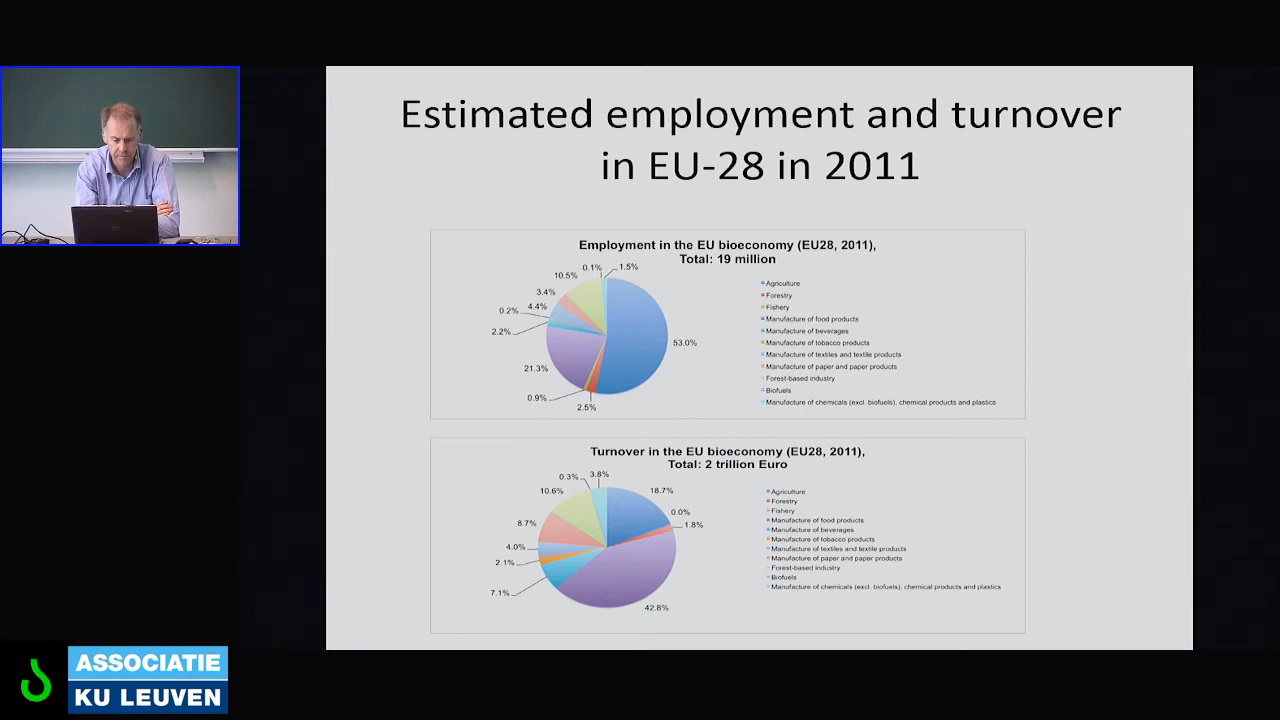 Estimated employment and turnover
in EU-28 in 2011
Employment in the EU bioeconomy (EU28, 2011),
Total: 19 million
0.1%
1.5%
10.5%
3.4%
4.4%
0.2%
2.2%
53.0%
21.3%
0.9%
2.5%
Agriculture
Forestry
Fishery
Manufacture of food products
Manufacture of beverages
Manufacture of tobacco products
Manufacture of textiles and textile products
Manufacture of paper and paper products
Forest-based industry
Biofuels
Manufacture of chemicals (excl. biofuels), chemical products and plastics
Turnover in the EU bioeconomy (EU28, 2011),
Total: 2 trillion Euro
0.3%
3.8%
10.6%
18.7%
0.0%
8.7%
1.8%
4.0%
2.1%
7.1%
42.8%
Agriculture
Forestry
Fishery
Manufacture of food products
Manufacture of beverages
Manufacture of tobacco products
Manufacture of textiles and textile products
Manufacture of paper and paper products
Forest-based industry
Biofuels
Manufacture of chemicals (excl. biofuels), chemical products and plastics
ASSOCIATIE
KU LEUVEN